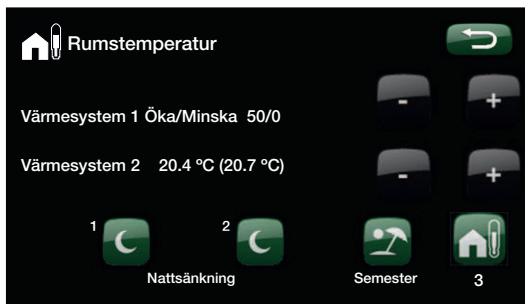 Rumstemperatur
Värmesystem 1 Öka/Minska 50/0
- +
Värmesystem 2 20.4 °C (20.7 °C)
- +
1 2
Nattsänkning Semester 3